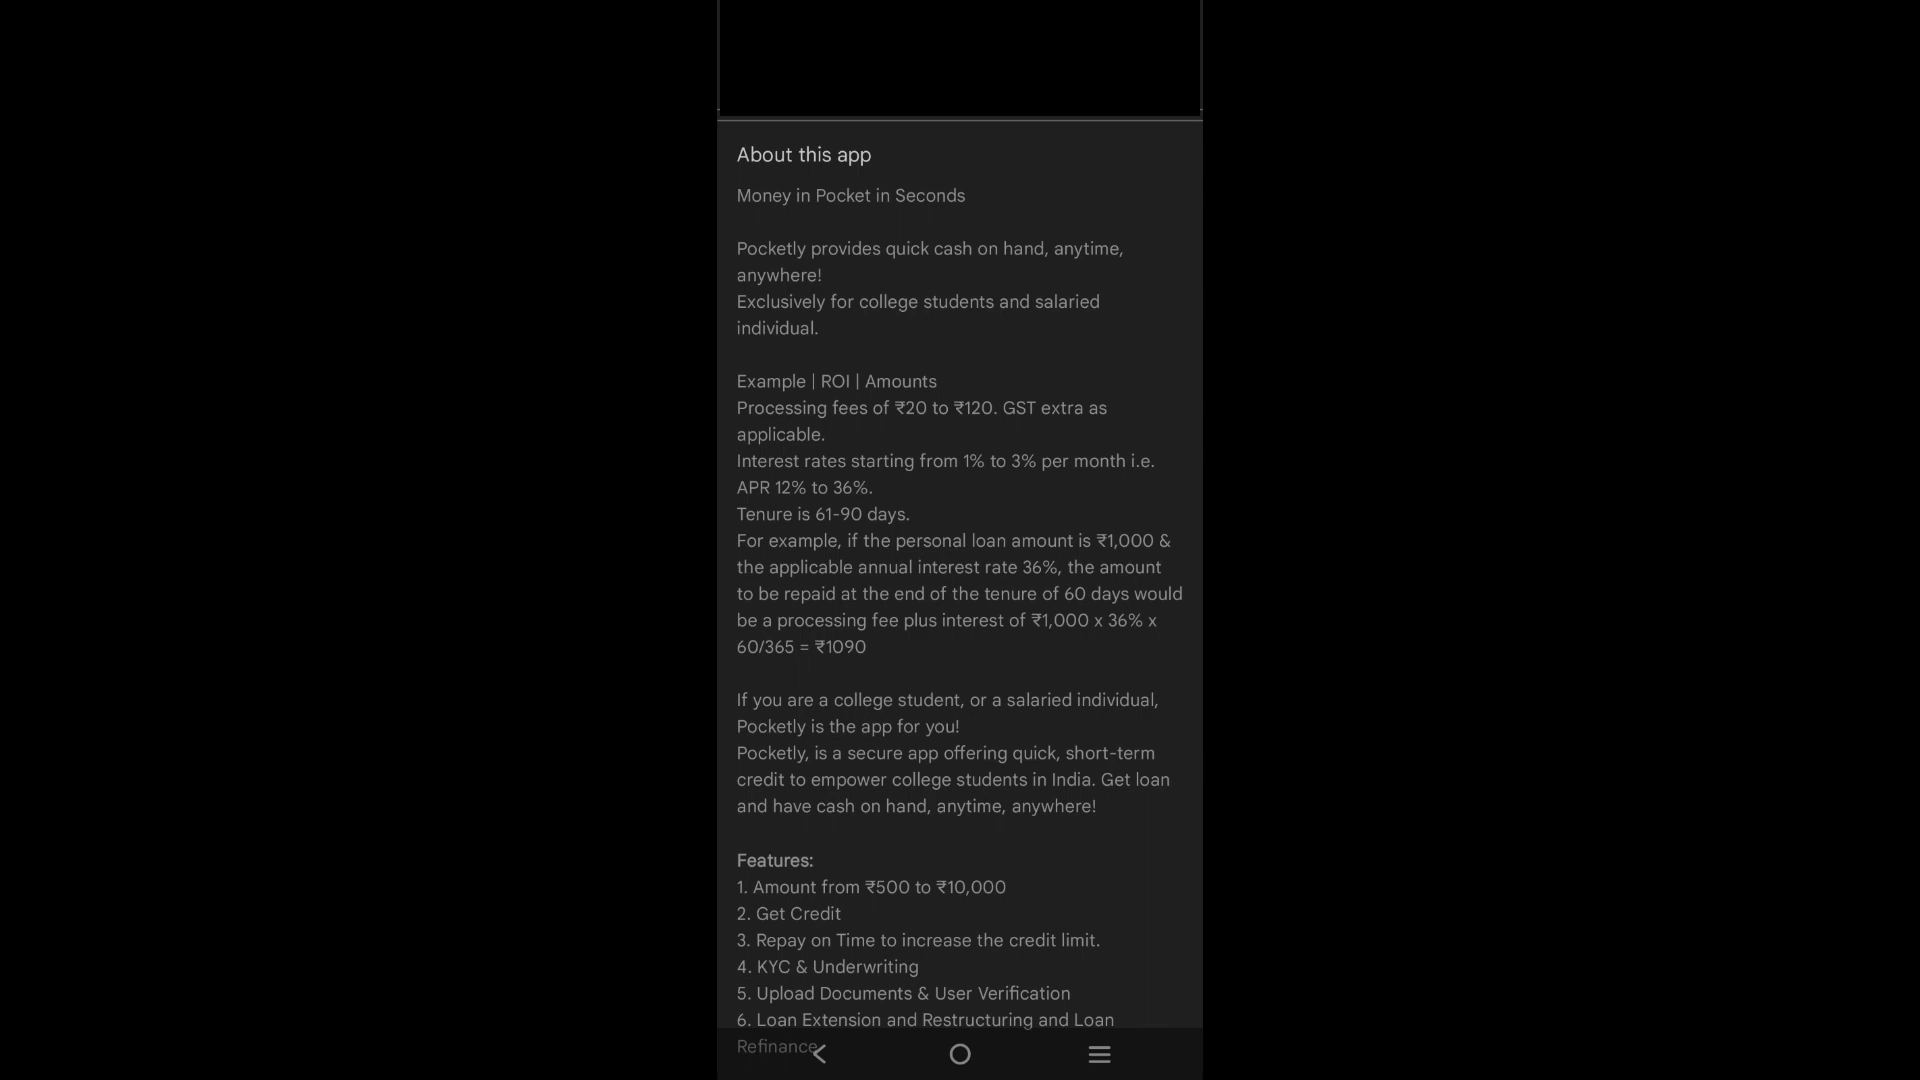 About this app
Money in Pocket in Seconds
Pocketly provides quick cash on hand, anytime,
anywhere!
Exclusively for college students and salaried
individual.
Example | ROI | Amounts
Processing fees of ₹20 to ₹120. GST extra as
applicable.
Interest rates starting from 1% to 3% per month i.e.
APR 12% to 36%.
Tenure is 61-90 days.
For example, if the personal loan amount is ₹1,000 &
the applicable annual interest rate 36%, the amount
to be repaid at the end of the tenure of 60 days would
be a processing fee plus interest of ₹1,000 x 36% x
60/365 = ₹1090
If you are a college student, or a salaried individual,
Pocketly is the app for you!
Pocketly, is a secure app offering quick, short-term
credit to empower college students in India. Get loan
and have cash on hand, anytime, anywhere!
Features:
1. Amount from ₹500 to ₹10,000
2. Get Credit
3. Repay on Time to increase the credit limit.
4. KYC & Underwriting
5. Upload Documents & User Verification
6. Loan Extension and Restructuring and Loan
Refinance